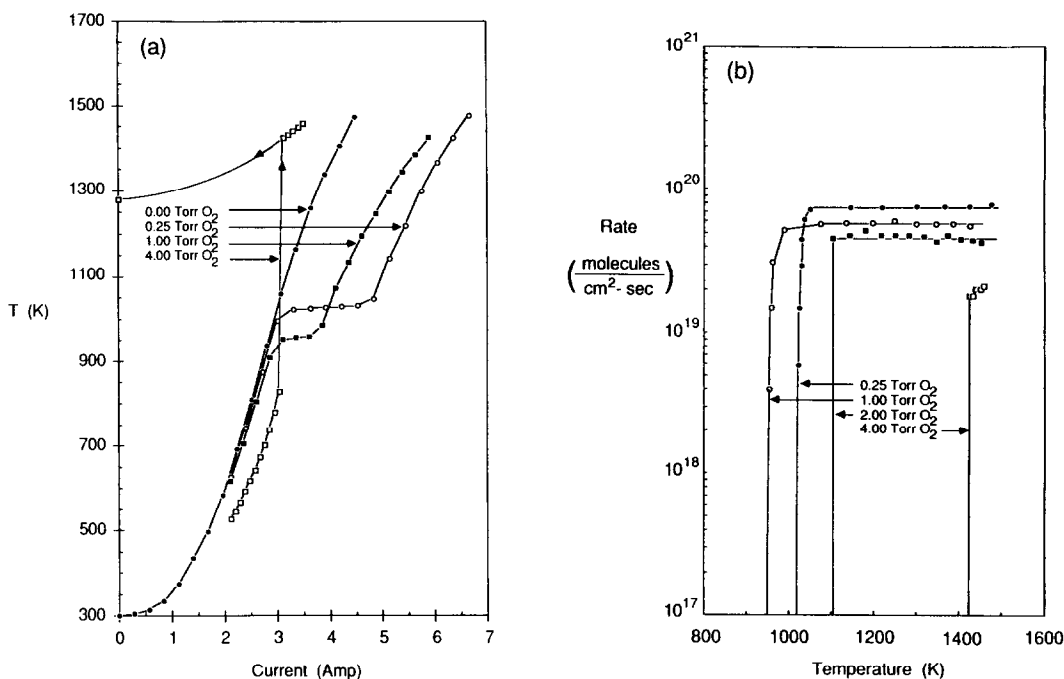 (a)
1700
1500
1300
1100
900
700
500
300
T (K)
0.00 Torr O2
0.25 Torr O2
1.00 Torr O2
4.00 Torr O2
0 1 2 3 4 5 6 7
Current (Amp)
(b)
10^21
10^20
10^19
10^18
10^17
Rate
(molecules
cm^2- sec)
0.25 Torr O2
1.00 Torr O2
2.00 Torr O2
4.00 Torr O2
800 1000 1200 1400 1600
Temperature (K)